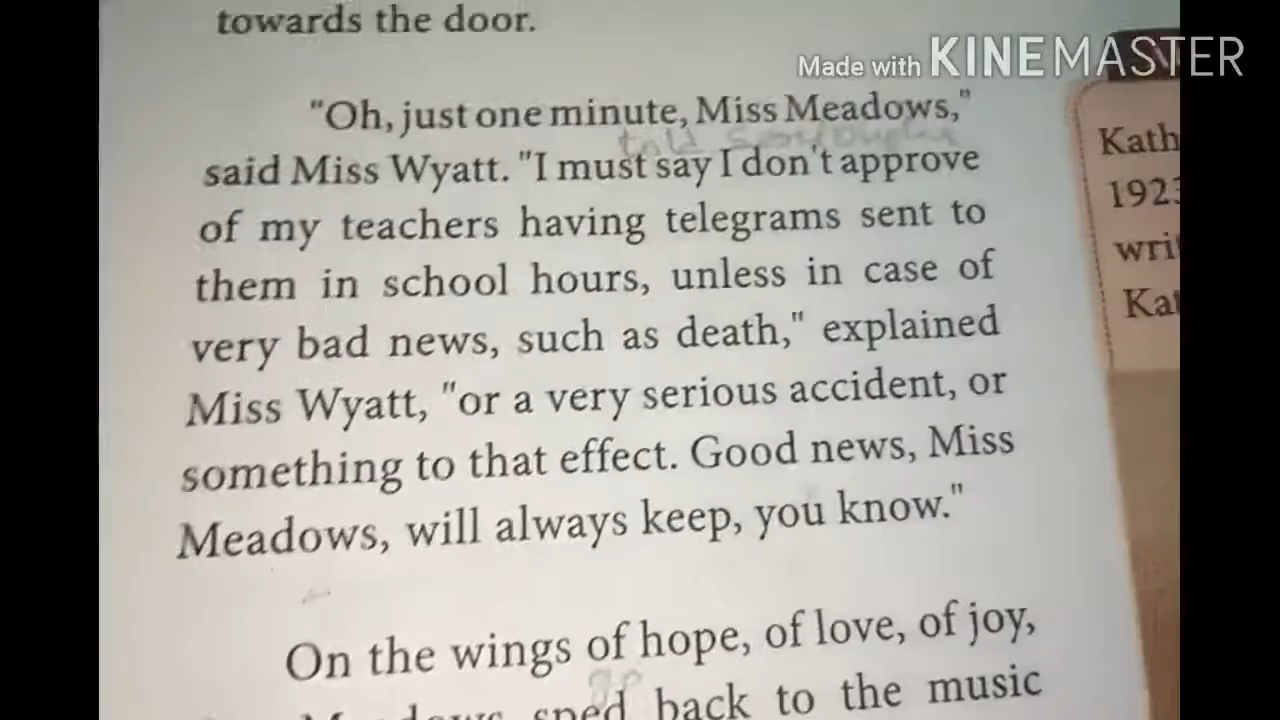 towards the door.
Made with KINEMASTER
"Oh, just one minute, Miss Meadows,"
told
said Miss Wyatt. "I must say I don't approve
of my teachers having telegrams sent to
them in school hours, unless in case of
very bad news, such as death," explained
Miss Wyatt, "or a very serious accident, or
something to that effect. Good news, Miss
Meadows, will always keep, you know."
On the wings of hope, of love, of joy,
go
Meadows sped back to the music
Kath
192
wri
Kat